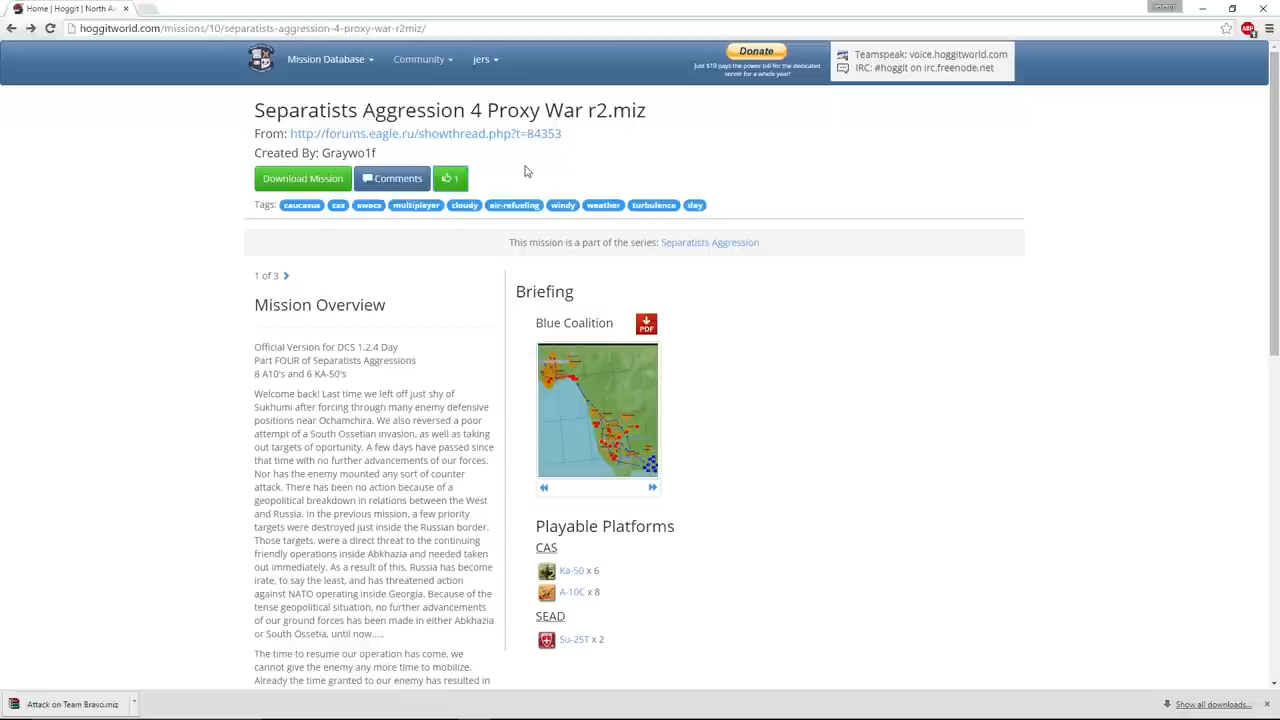 Home | Hoggit | North Ar
hoggitworld.com/missions/10/separatists-aggression-4-proxy-war-r2miz/
ABP
Mission Database
Community
jers
Donate
Just $10 pays the power bill for the dedicated
server for a whole year!
Teamspeak: voice.hoggitworld.com
IRC: #hoggit on irc.freenode.net
Separatists Aggression 4 Proxy War r2.miz
From: http://forums.eagle.ru/showthread.php?t=84353
Created By: Graywo1f
Download Mission
Comments
1
Tags: caucasus cas awacs multiplayer cloudy air-refueling windy weather turbulence day
This mission is a part of the series: Separatists Aggression
1 of 3
Mission Overview
Official Version for DCS 1.2.4 Day
Part FOUR of Separatists Aggressions
8 A10's and 6 KA-50's
Welcome back! Last time we left off just shy of
Sukhumi after forcing through many enemy defensive
positions near Ochamchira. We also reversed a poor
attempt of a South Ossetian invasion, as well as taking
out targets of oportunity. A few days have passed since
that time with no further advancements of our forces.
Nor has the enemy mounted any sort of counter
attack. There has been no action because of a
geopolitical breakdown in relations between the West
and Russia. In the previous mission, a few priority
targets were destroyed just inside the Russian border.
Those targets. were a direct threat to the continuing
friendly operations inside Abkhazia and needed taken
out immediately. As a result of this, Russia has become
irate, to say the least, and has threatened action
against NATO operating inside Georgia. Because of the
tense geopolitical situation, no further advancements
of our ground forces has been made in either Abkhazia
or South Ossetia, until now.....
The time to resume our operation has come, we
cannot give the enemy any more time to mobilize.
Already the time granted to our enemy has resulted in
Briefing
Blue Coalition
PDF
Playable Platforms
CAS
Ka-50 x 6
A-10C x 8
SEAD
Su-25T x 2
Attack on Team Bravo.miz
Show all downloads...